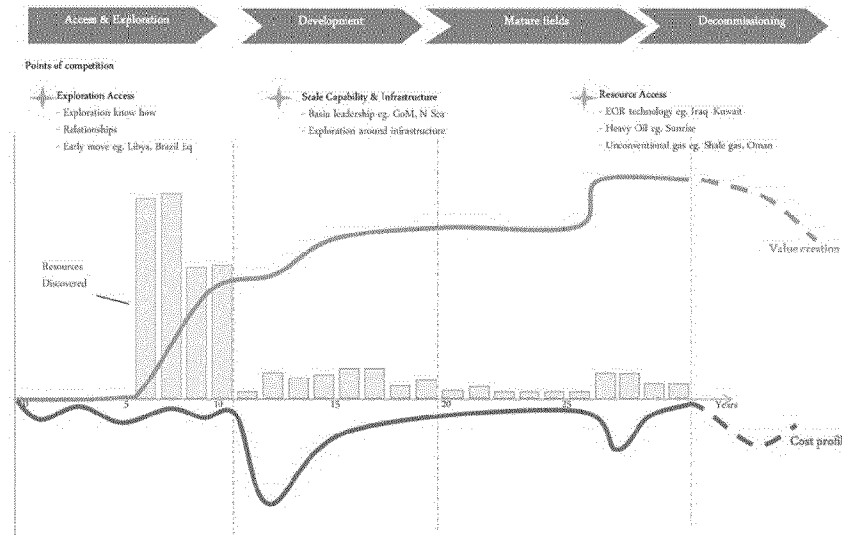 Access & Exploration
Development
Mature fields
Decommissioning
Points of competition
Exploration Access
- Exploration know how
- Relationships
- Early move eg. Libya, Brazil Eq
Scale Capability & Infrastructure
- Basin leadership eg. GoM, N Sea
- Exploration around infrastructure
Resource Access
- EOR technology eg. Iraq Kuwait
- Heavy Oil eg. Sunrise
- Unconventional gas eg. Shale gas, Oman
Value creation
Resources
Discovered
0
5
10
15
20
25
Years
Cost profil